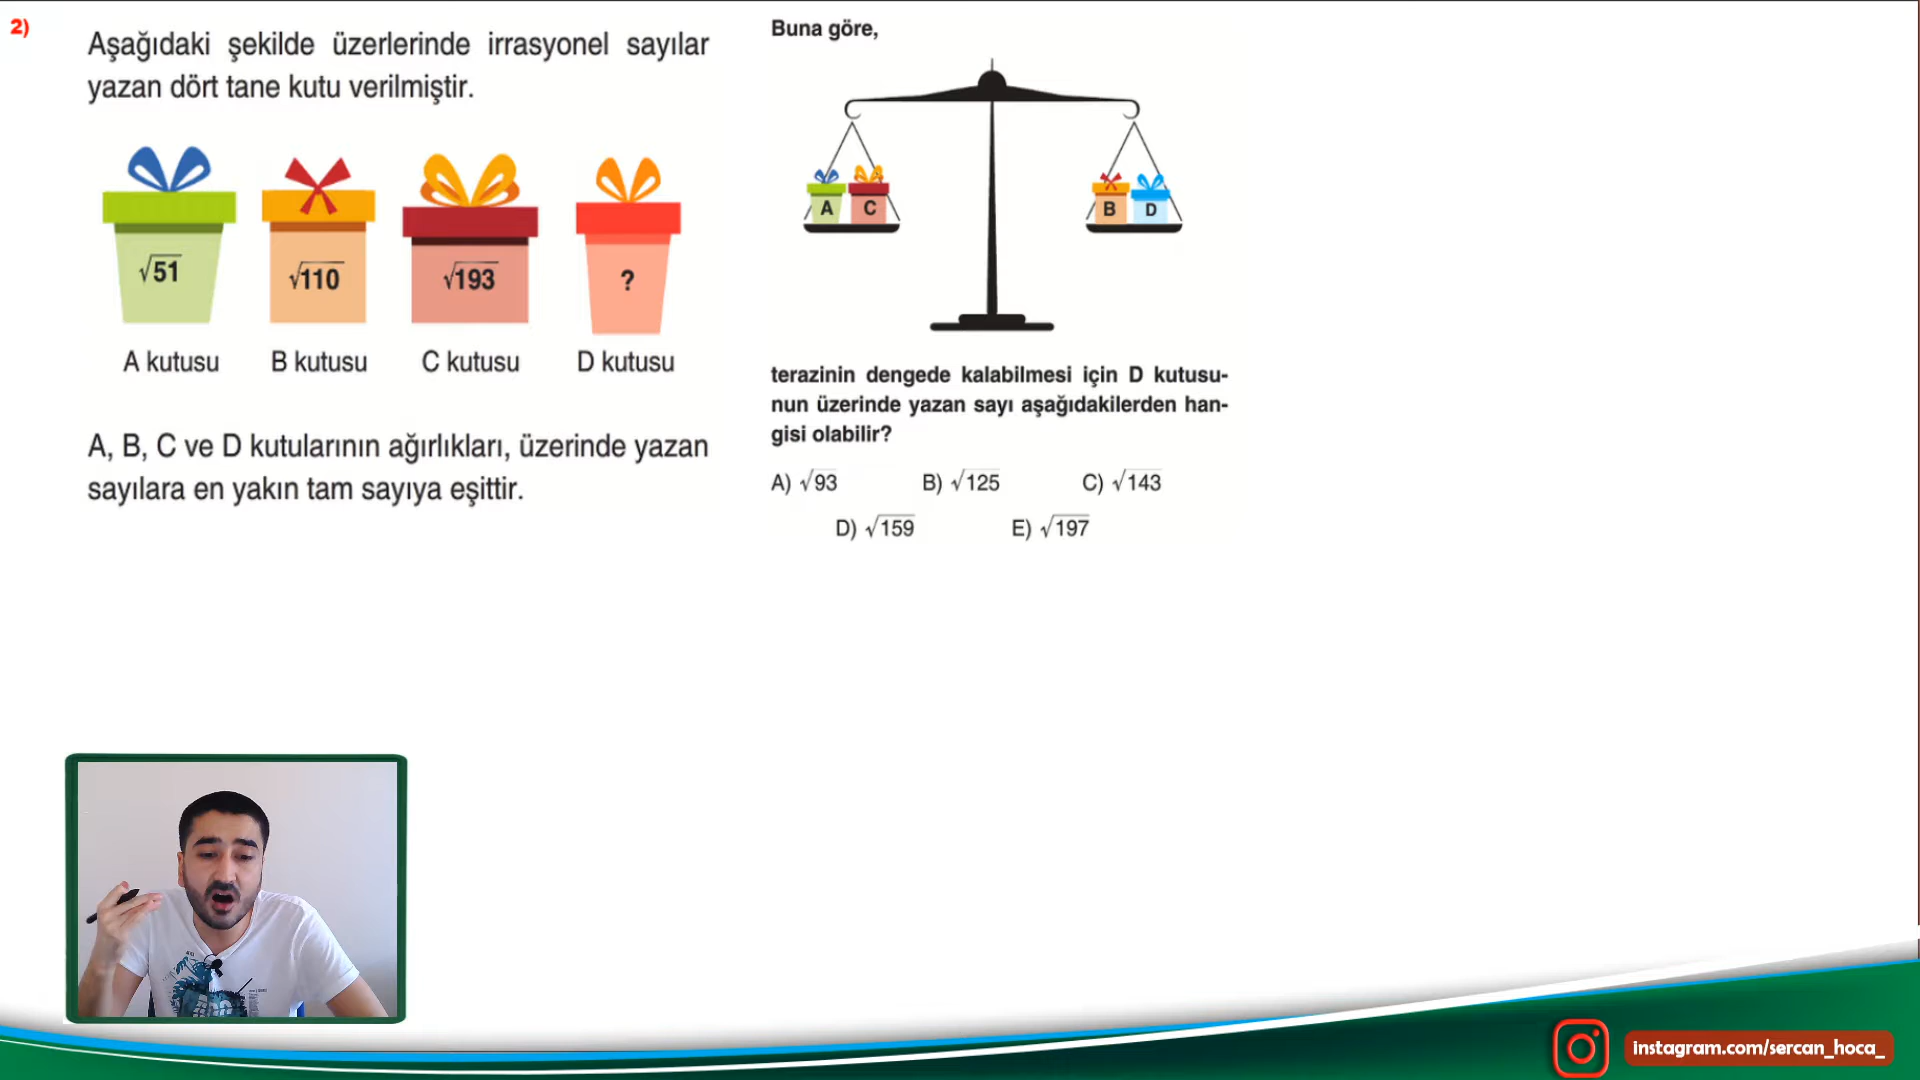 2)
Aşağıdaki şekilde üzerlerinde irrasyonel sayılar
yazan dört tane kutu verilmiştir.
√51
√110
√193
?
A kutusu
B kutusu
C kutusu
D kutusu
A, B, C ve D kutularının ağırlıkları, üzerinde yazan
sayılara en yakın tam sayıya eşittir.
Buna göre,
A
C
B
D
terazinin dengede kalabilmesi için D kutusu-
nun üzerinde yazan sayı aşağıdakilerden han-
gisi olabilir?
A) √93 B) √125 C) √143
D) √159 E) √197
instagram.com/sercan_hoca_